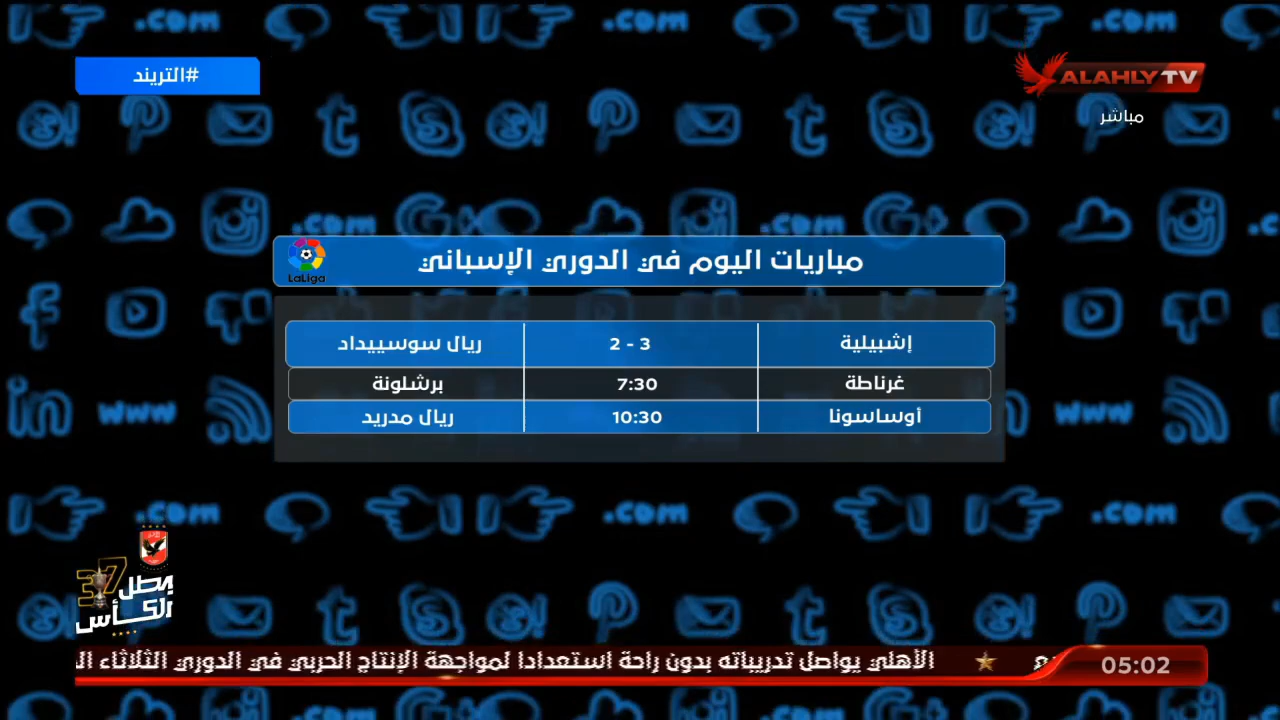 #التريند
ALAHLY TV
مباشر
مباريات اليوم في الدوري الإسباني
LaLiga
إشبيلية 3 - 2 ريال سوسييداد
غرناطة 7:30 برشلونة
أوساسونا 10:30 ريال مدريد
بطل 37
الكأس
الأهلي يواصل تدريباته بدون راحة استعدادا لمواجهة الإنتاج الحربي في الدوري الثلاثاء
05:02